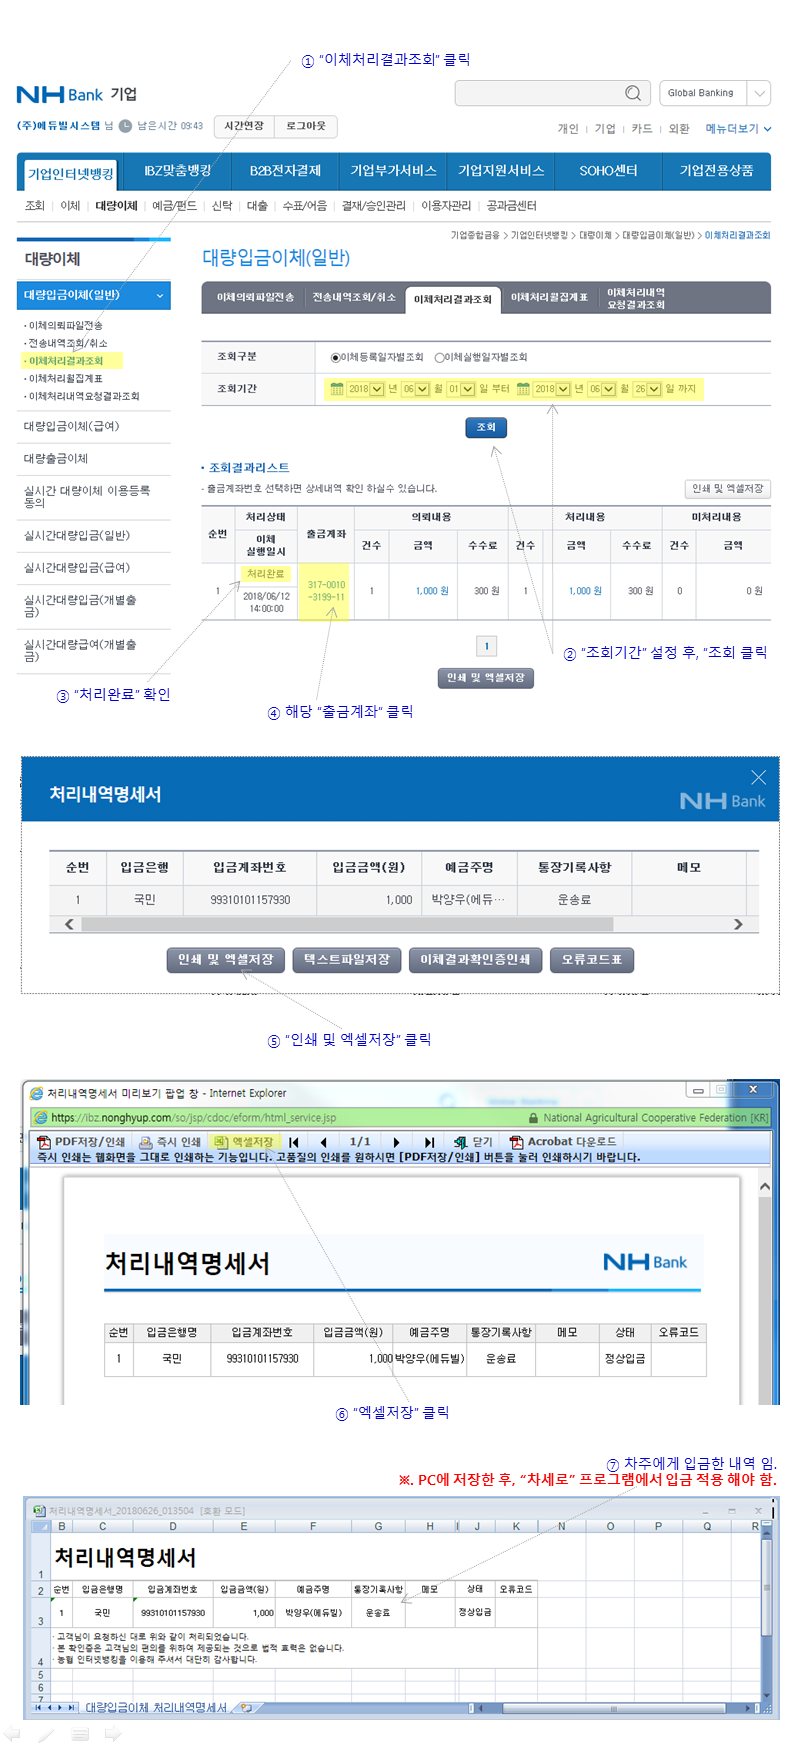 ① “이체처리결과조회” 클릭
NH Bank 기업
Global Banking
(주)에듀빌시스템 님 남은시간 09:43 시간연장 로그아웃
개인 기업 카드 외환 메뉴더보기
기업인터넷뱅킹 IBZ맞춤뱅킹 B2B전자결제 기업부가서비스 기업지원서비스 SOHO센터 기업전용상품
조회 이체 대량이체 예금/펀드 신탁 대출 수표/어음 결재/승인관리 이용자관리 공과금센터
기업종합금융 > 기업인터넷뱅킹 > 대량이체 > 대량입금이체(일반) > 이체처리결과조회
대량이체
대량입금이체(일반)
· 이체의뢰파일전송
· 전송내역조회/취소
· 이체처리결과조회
· 이체처리월집계표
· 이체처리내역요청결과조회
대량입금이체(급여)
대량출금이체
실시간 대량이체 이용등록
동의
실시간대량입금(일반)
실시간대량입금(급여)
실시간대량입금(개별출
금)
실시간대량급여(개별출
금)
대량입금이체(일반)
이체의뢰파일전송 전송내역조회/취소 이체처리결과조회 이체처리월집계표 이체처리내역
요청결과조회
조회구분 이체등록일자별조회 이체실행일자별조회
조회기간 2018 년 06 월 01 일 부터 2018 년 06 월 26 일 까지
조회
· 조회결과리스트
- 출금계좌번호 선택하면 상세내역 확인 하실수 있습니다.
인쇄 및 엑셀저장
순번 처리상태 출금계좌 의뢰내용 처리내용 미처리내용
이체
실행일시
건수 금액 수수료 건수 금액 수수료 건수 금액
1 처리완료 317-0010
-3199-11 1 1,000 원 300 원 1 1,000 원 300 원 0 0 원
2018/06/12
14:00:00
1
② “조회기간” 설정 후, “조회 클릭
인쇄 및 엑셀저장
③ “처리완료” 확인
④ 해당 “출금계좌” 클릭
처리내역명세서
NH Bank
순번 입금은행 입금계좌번호 입금금액(원) 예금주명 통장기록사항 메모
1 국민 99310101157930 1,000 박양우(에듀··· 운송료
인쇄 및 엑셀저장 텍스트파일저장 이체결과확인증인쇄 오류코드표
⑤ “인쇄 및 엑셀저장” 클릭
처리내역명세서 미리보기 팝업 창 - Internet Explorer
https://ibz.nonghyup.com/so/jsp/cdoc/eform/html_service.jsp National Agricultural Cooperative Federation [KR]
PDF저장/인쇄 즉시 인쇄 엑셀저장 1/1 닫기 Acrobat 다운로드
즉시 인쇄는 웹화면을 그대로 인쇄하는 기능입니다. 고품질의 인쇄를 원하시면 [PDF저장/인쇄] 버튼을 눌러 인쇄하시기 바랍니다.
처리내역명세서
NH Bank
순번 입금은행명 입금계좌번호 입금금액(원) 예금주명 통장기록사항 메모 상태 오류코드
1 국민 99310101157930 1,000 박양우(에듀빌) 운송료 정상입금
⑥ “엑셀저장” 클릭
⑦ 차주에게 입금한 내역 임.
※. PC에 저장한 후, “차세로” 프로그램에서 입금 적용 해야 함.
처리내역명세서_20180626_013504 [호환 모드]
B C D E F G H I J K N O P Q R
1 처리내역명세서
2 순번 입금은행명 입금계좌번호 입금금액(원) 예금주명 통장기록사항 메모 상태 오류코드
3 1 국민 99310101157930 1,000 박양우(에듀빌) 운송료 정상입금
· 고객님이 요청하신 대로 위와 같이 처리되었습니다.
· 본 확인증은 고객님의 편의를 위하여 제공되는 것으로 법적 효력은 없습니다.
4 · 농협 인터넷뱅킹을 이용해 주셔서 대단히 감사합니다.
5
6
7
대량입금이체 처리내역명세서